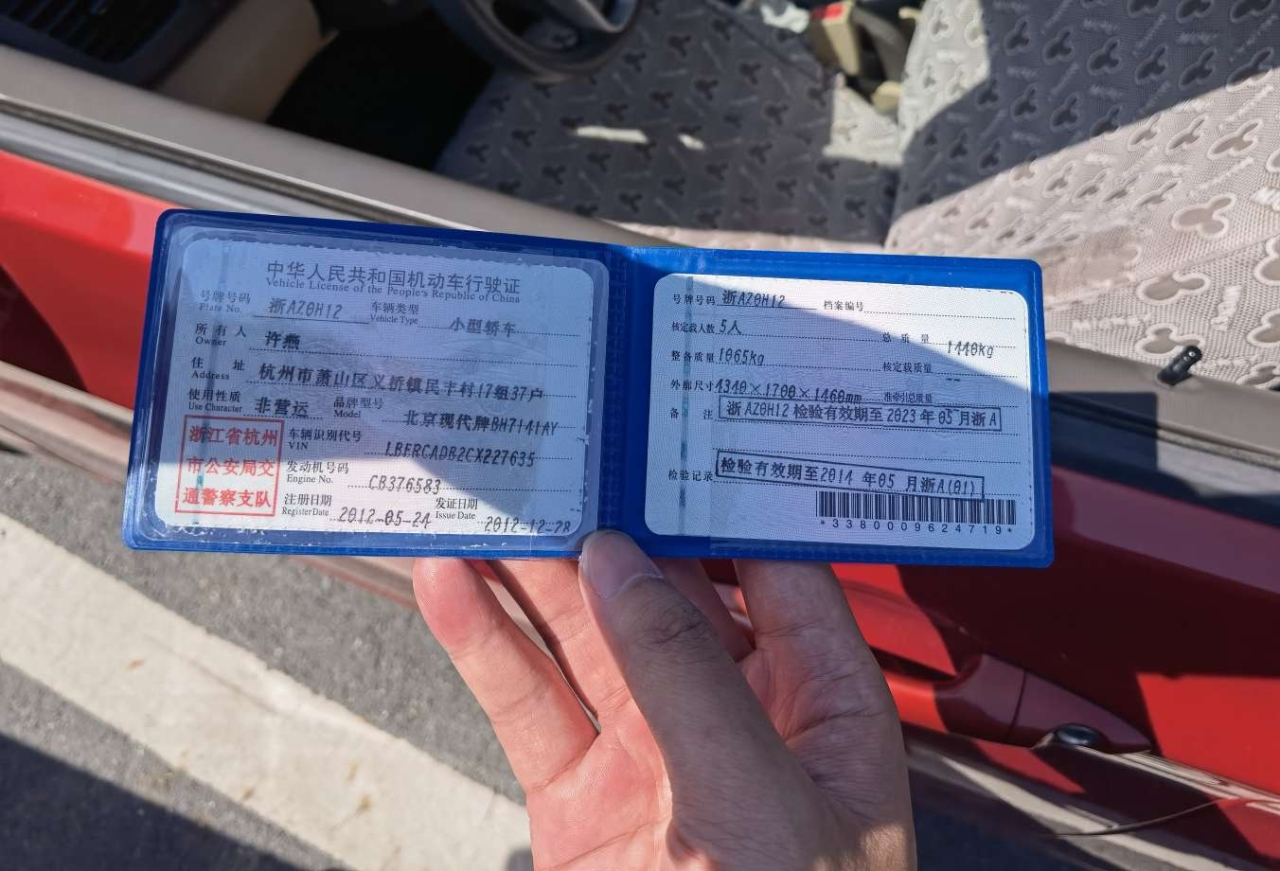 中华人民共和国机动车行驶证
Vehicle License of the People's Republic of China
号牌号码 浙AZ0H12 车辆类型 小型轿车
Plate No. Vehicle Type
所有人 许燕
Owner
住址 杭州市萧山区义桥镇民丰村17组37户
Address
使用性质 非营运 品牌型号 北京现代牌BH7141AY
Use Character Model
浙江省杭州
市公安局交
通警察支队
车辆识别代号 LBERCADB2CX227635
VIN
发动机号码 CB376583
Engine No.
注册日期 2012-05-24 发证日期 2012-12-28
Register Date Issue Date
号牌号码 浙AZ0H12 档案编号
核定载人数 5人 总质量 1440kg
整备质量 1065kg 核定载质量 --
外廓尺寸 4340×1700×1460mm 准牵引总质量
备注 浙AZ0H12 检验有效期至2023年05月浙A
检验记录 检验有效期至2014年05月浙A(01)
*3380009624719*